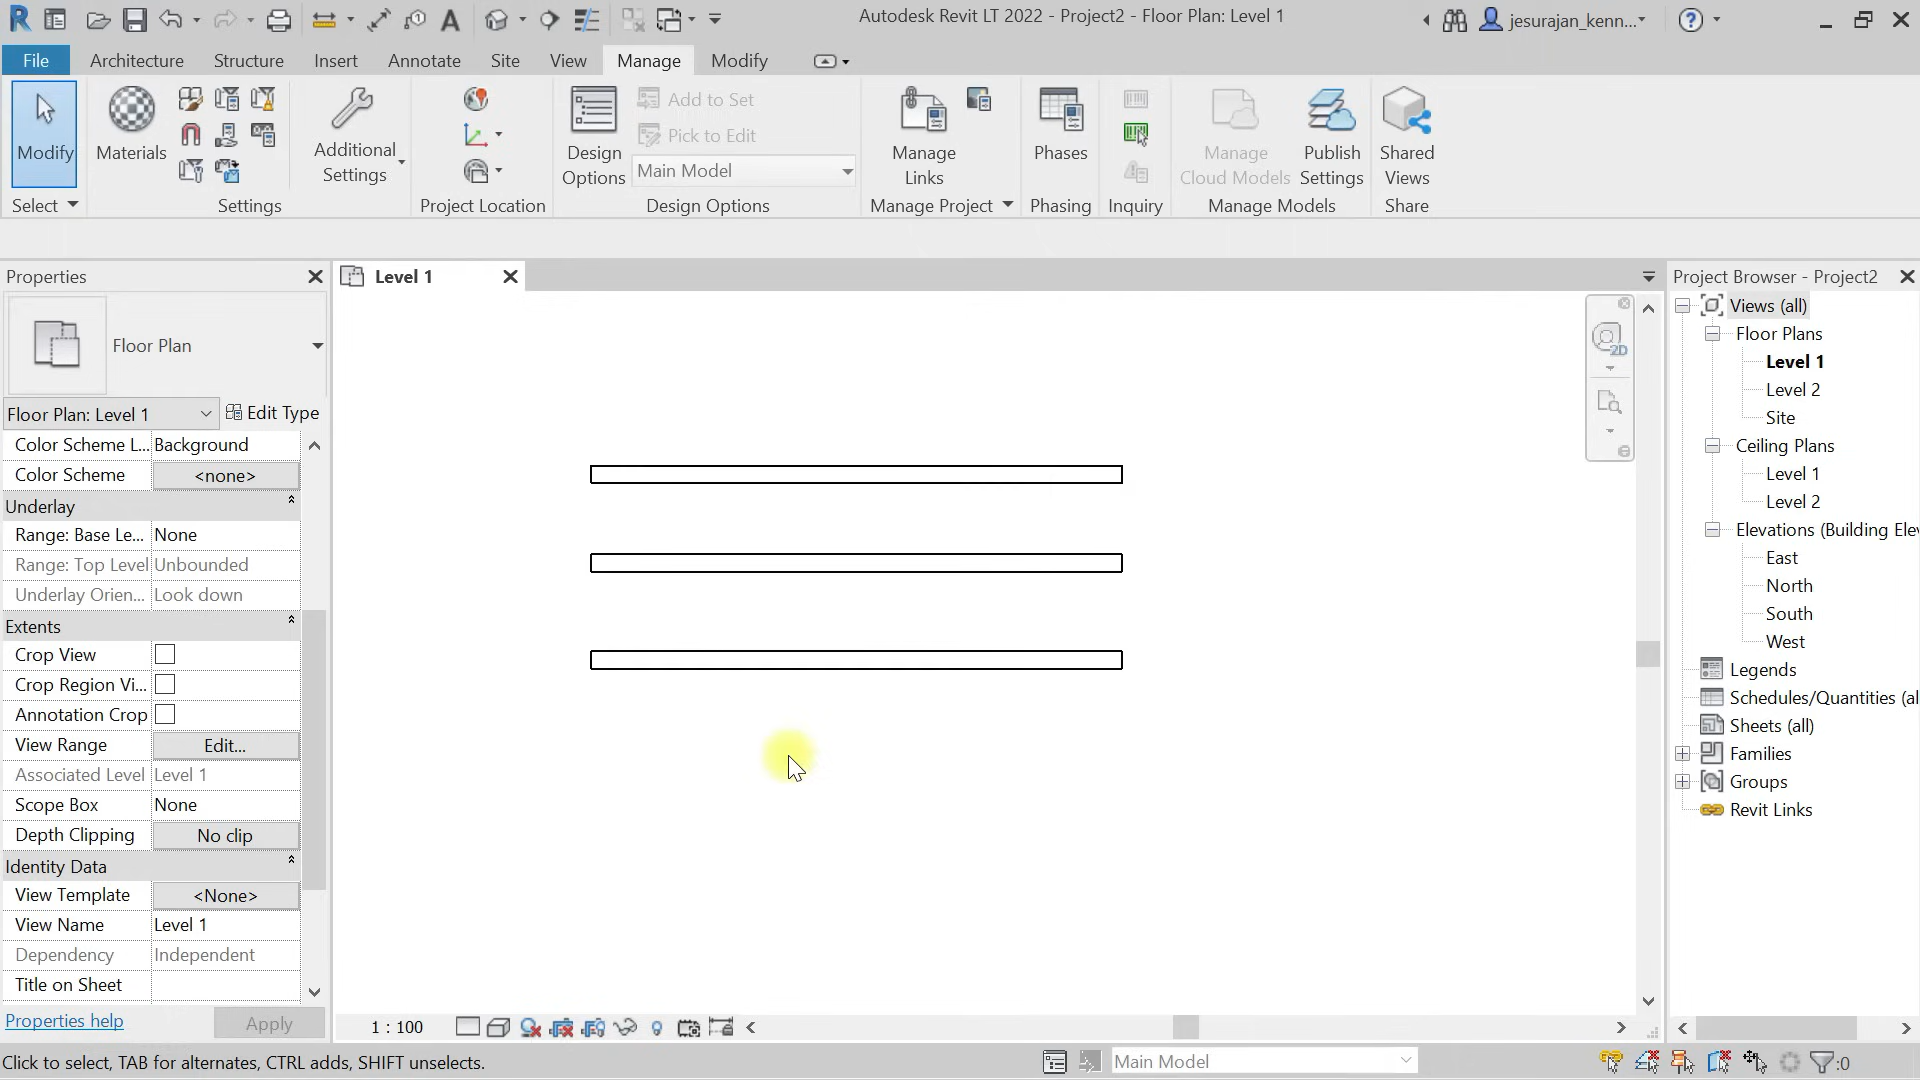 Autodesk Revit LT 2022 - Project2 - Floor Plan: Level 1
jesurajan_kenn...
File
Architecture
Structure
Insert
Annotate
Site
View
Manage
Modify
Modify
Materials
Additional
Settings
Design
Options
Add to Set
Pick to Edit
Main Model
Manage
Links
Phases
Manage
Cloud Models
Publish
Settings
Shared
Views
Select
Settings
Project Location
Design Options
Manage Project
Phasing
Inquiry
Manage Models
Share
Properties
Floor Plan
Floor Plan: Level 1
Edit Type
Color Scheme L... Background
Color Scheme <none>
Underlay
Range: Base Le... None
Range: Top Level Unbounded
Underlay Orien... Look down
Extents
Crop View
Crop Region Vi...
Annotation Crop
View Range Edit...
Associated Level Level 1
Scope Box None
Depth Clipping No clip
Identity Data
View Template <None>
View Name Level 1
Dependency Independent
Title on Sheet
Properties help
Apply
Level 1
2D
1 : 100
Project Browser - Project2
Views (all)
Floor Plans
Level 1
Level 2
Site
Ceiling Plans
Level 1
Level 2
Elevations (Building Ele
East
North
South
West
Legends
Schedules/Quantities (al
Sheets (all)
Families
Groups
Revit Links
Click to select, TAB for alternates, CTRL adds, SHIFT unselects.
Main Model
:0